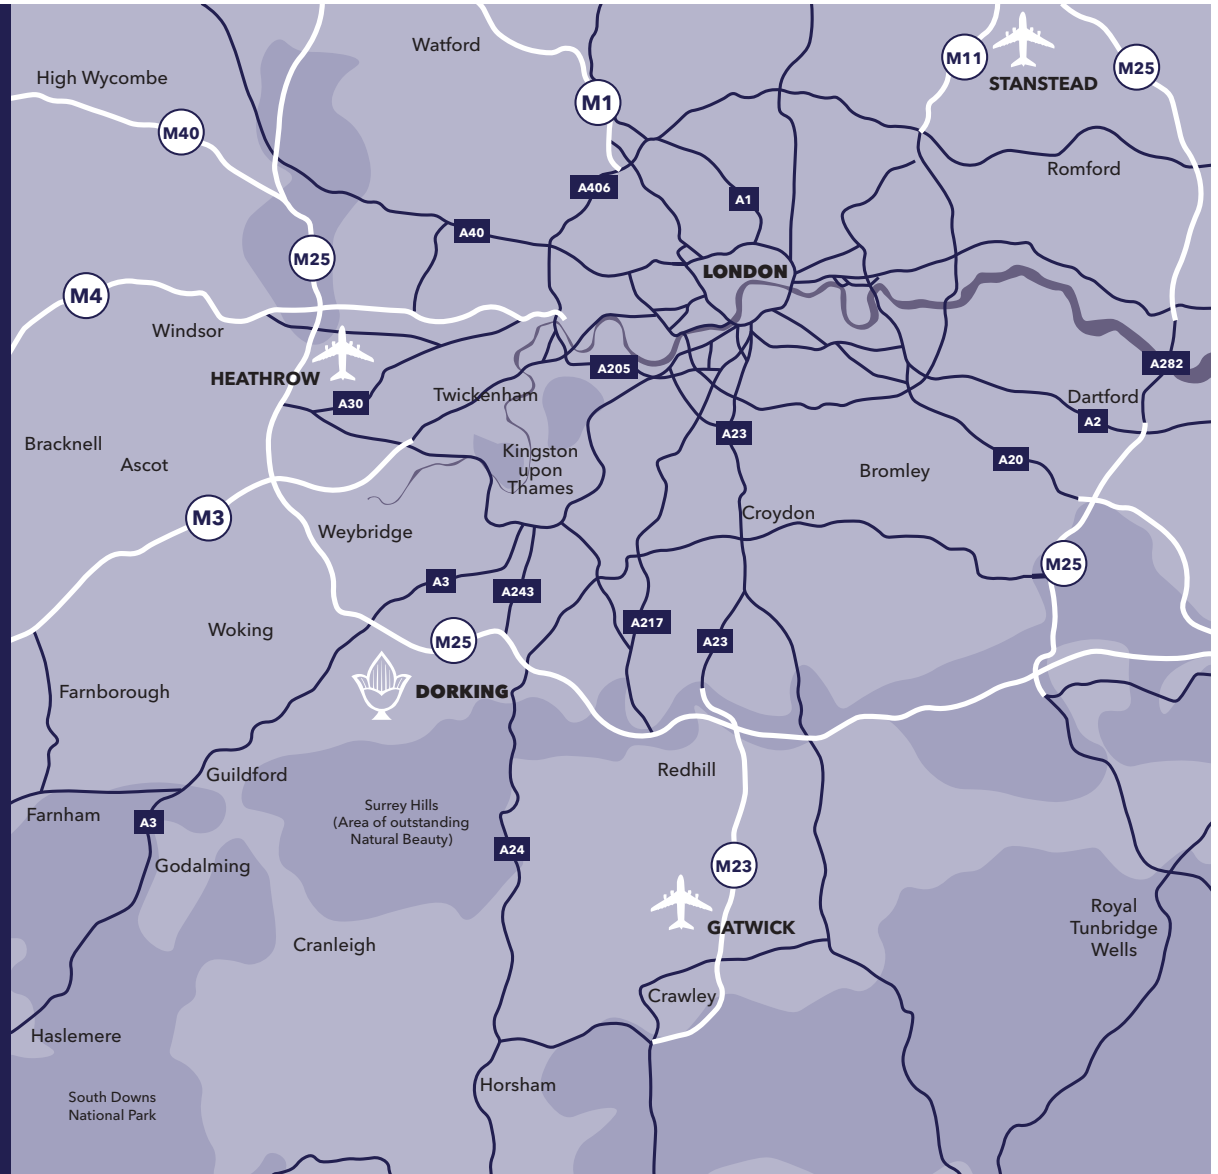 Watford
High Wycombe
M11
STANSTEAD
M25
M1
M40
Romford
A406
A1
A40
M25
LONDON
M4
Windsor
HEATHROW
A205
A282
A30
Twickenham
Dartford
A2
Bracknell
Ascot
Kingston
upon
Thames
A23
A20
Bromley
M3
Weybridge
Croydon
M25
A3
A243
Woking
M25
A217
A23
Farnborough
DORKING
Guildford
Redhill
Farnham
A3
Surrey Hills
(Area of outstanding
Natural Beauty)
A24
Godalming
M23
GATWICK
Royal
Tunbridge
Wells
Cranleigh
Crawley
Haslemere
Horsham
South Downs
National Park